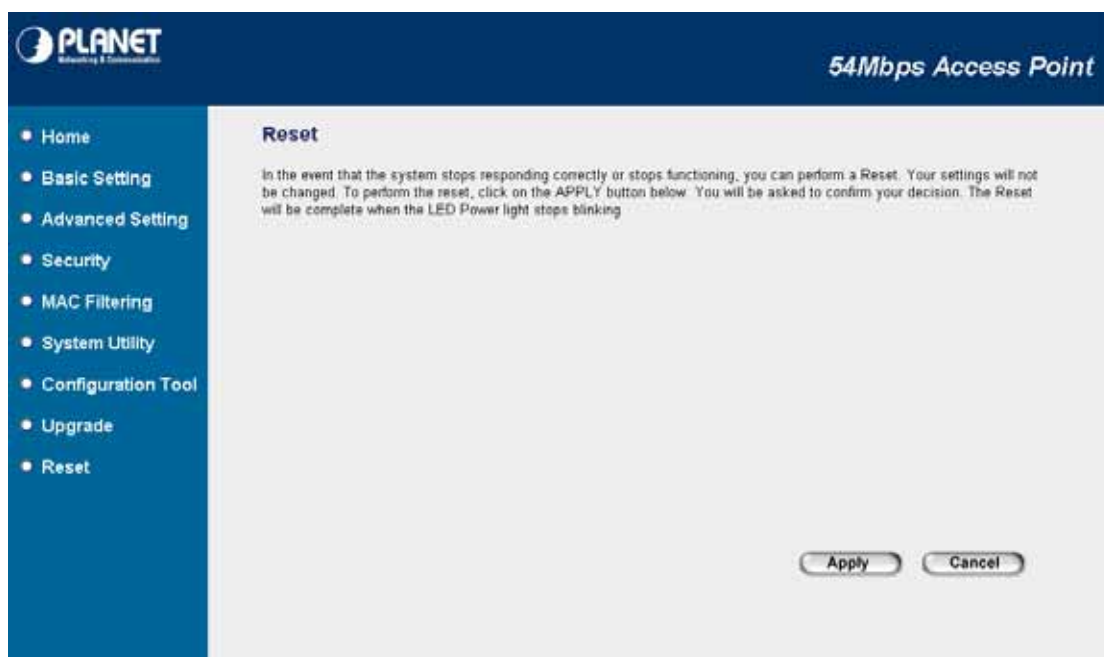 PLANET
Networking & Communication
54Mbps Access Point
Home
Basic Setting
Advanced Setting
Security
MAC Filtering
System Utility
Configuration Tool
Upgrade
Reset
Reset
In the event that the system stops responding correctly or stops functioning, you can perform a Reset. Your settings will not
be changed. To perform the reset, click on the APPLY button below. You will be asked to confirm your decision. The Reset
will be complete when the LED Power light stops blinking
Apply
Cancel